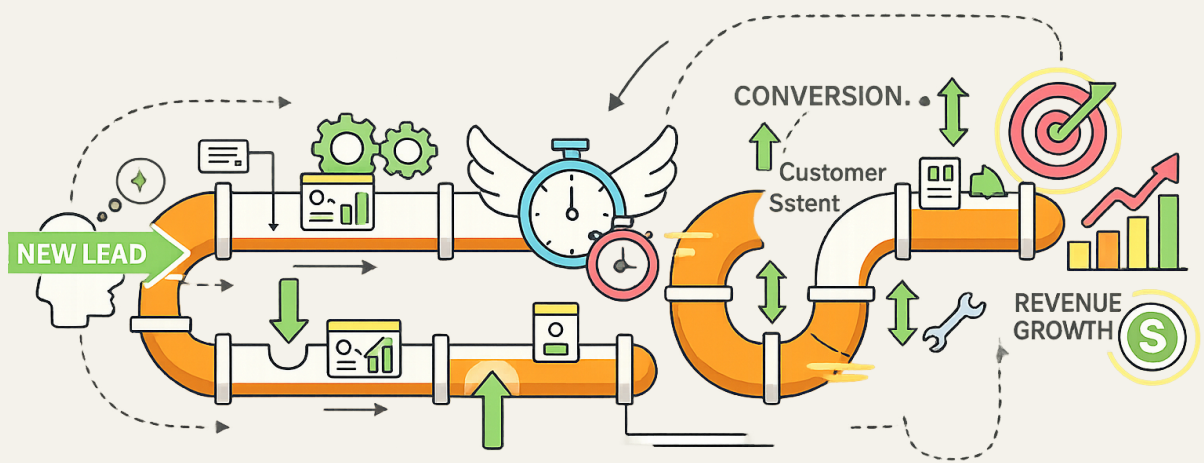 NEW LEAD
CONVERSION.
Customer
Sstent
REVENUE
GROWTH
S